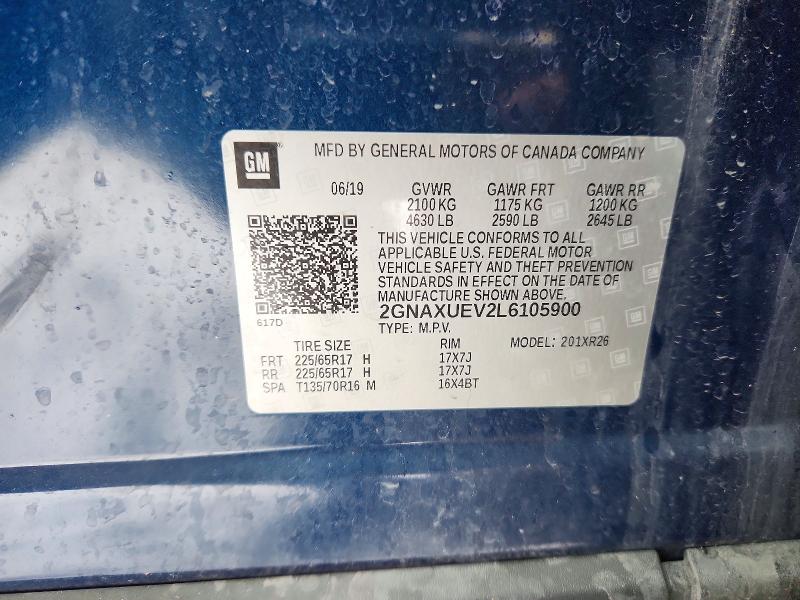 GM
MFD BY GENERAL MOTORS OF CANADA COMPANY
06/19 GVWR GAWR FRT GAWR RR
2100 KG 1175 KG 1200 KG
4630 LB 2590 LB 2645 LB
THIS VEHICLE CONFORMS TO ALL
APPLICABLE U.S. FEDERAL MOTOR
VEHICLE SAFETY AND THEFT PREVENTION
STANDARDS IN EFFECT ON THE DATE OF
MANUFACTURE SHOWN ABOVE.
2GNAXUEV2L6105900
617D
TYPE: M.P.V.
TIRE SIZE RIM MODEL: 201XR26
FRT 225/65R17 H 17X7J
RR 225/65R17 H 17X7J
SPA T135/70R16 M 16X4BT